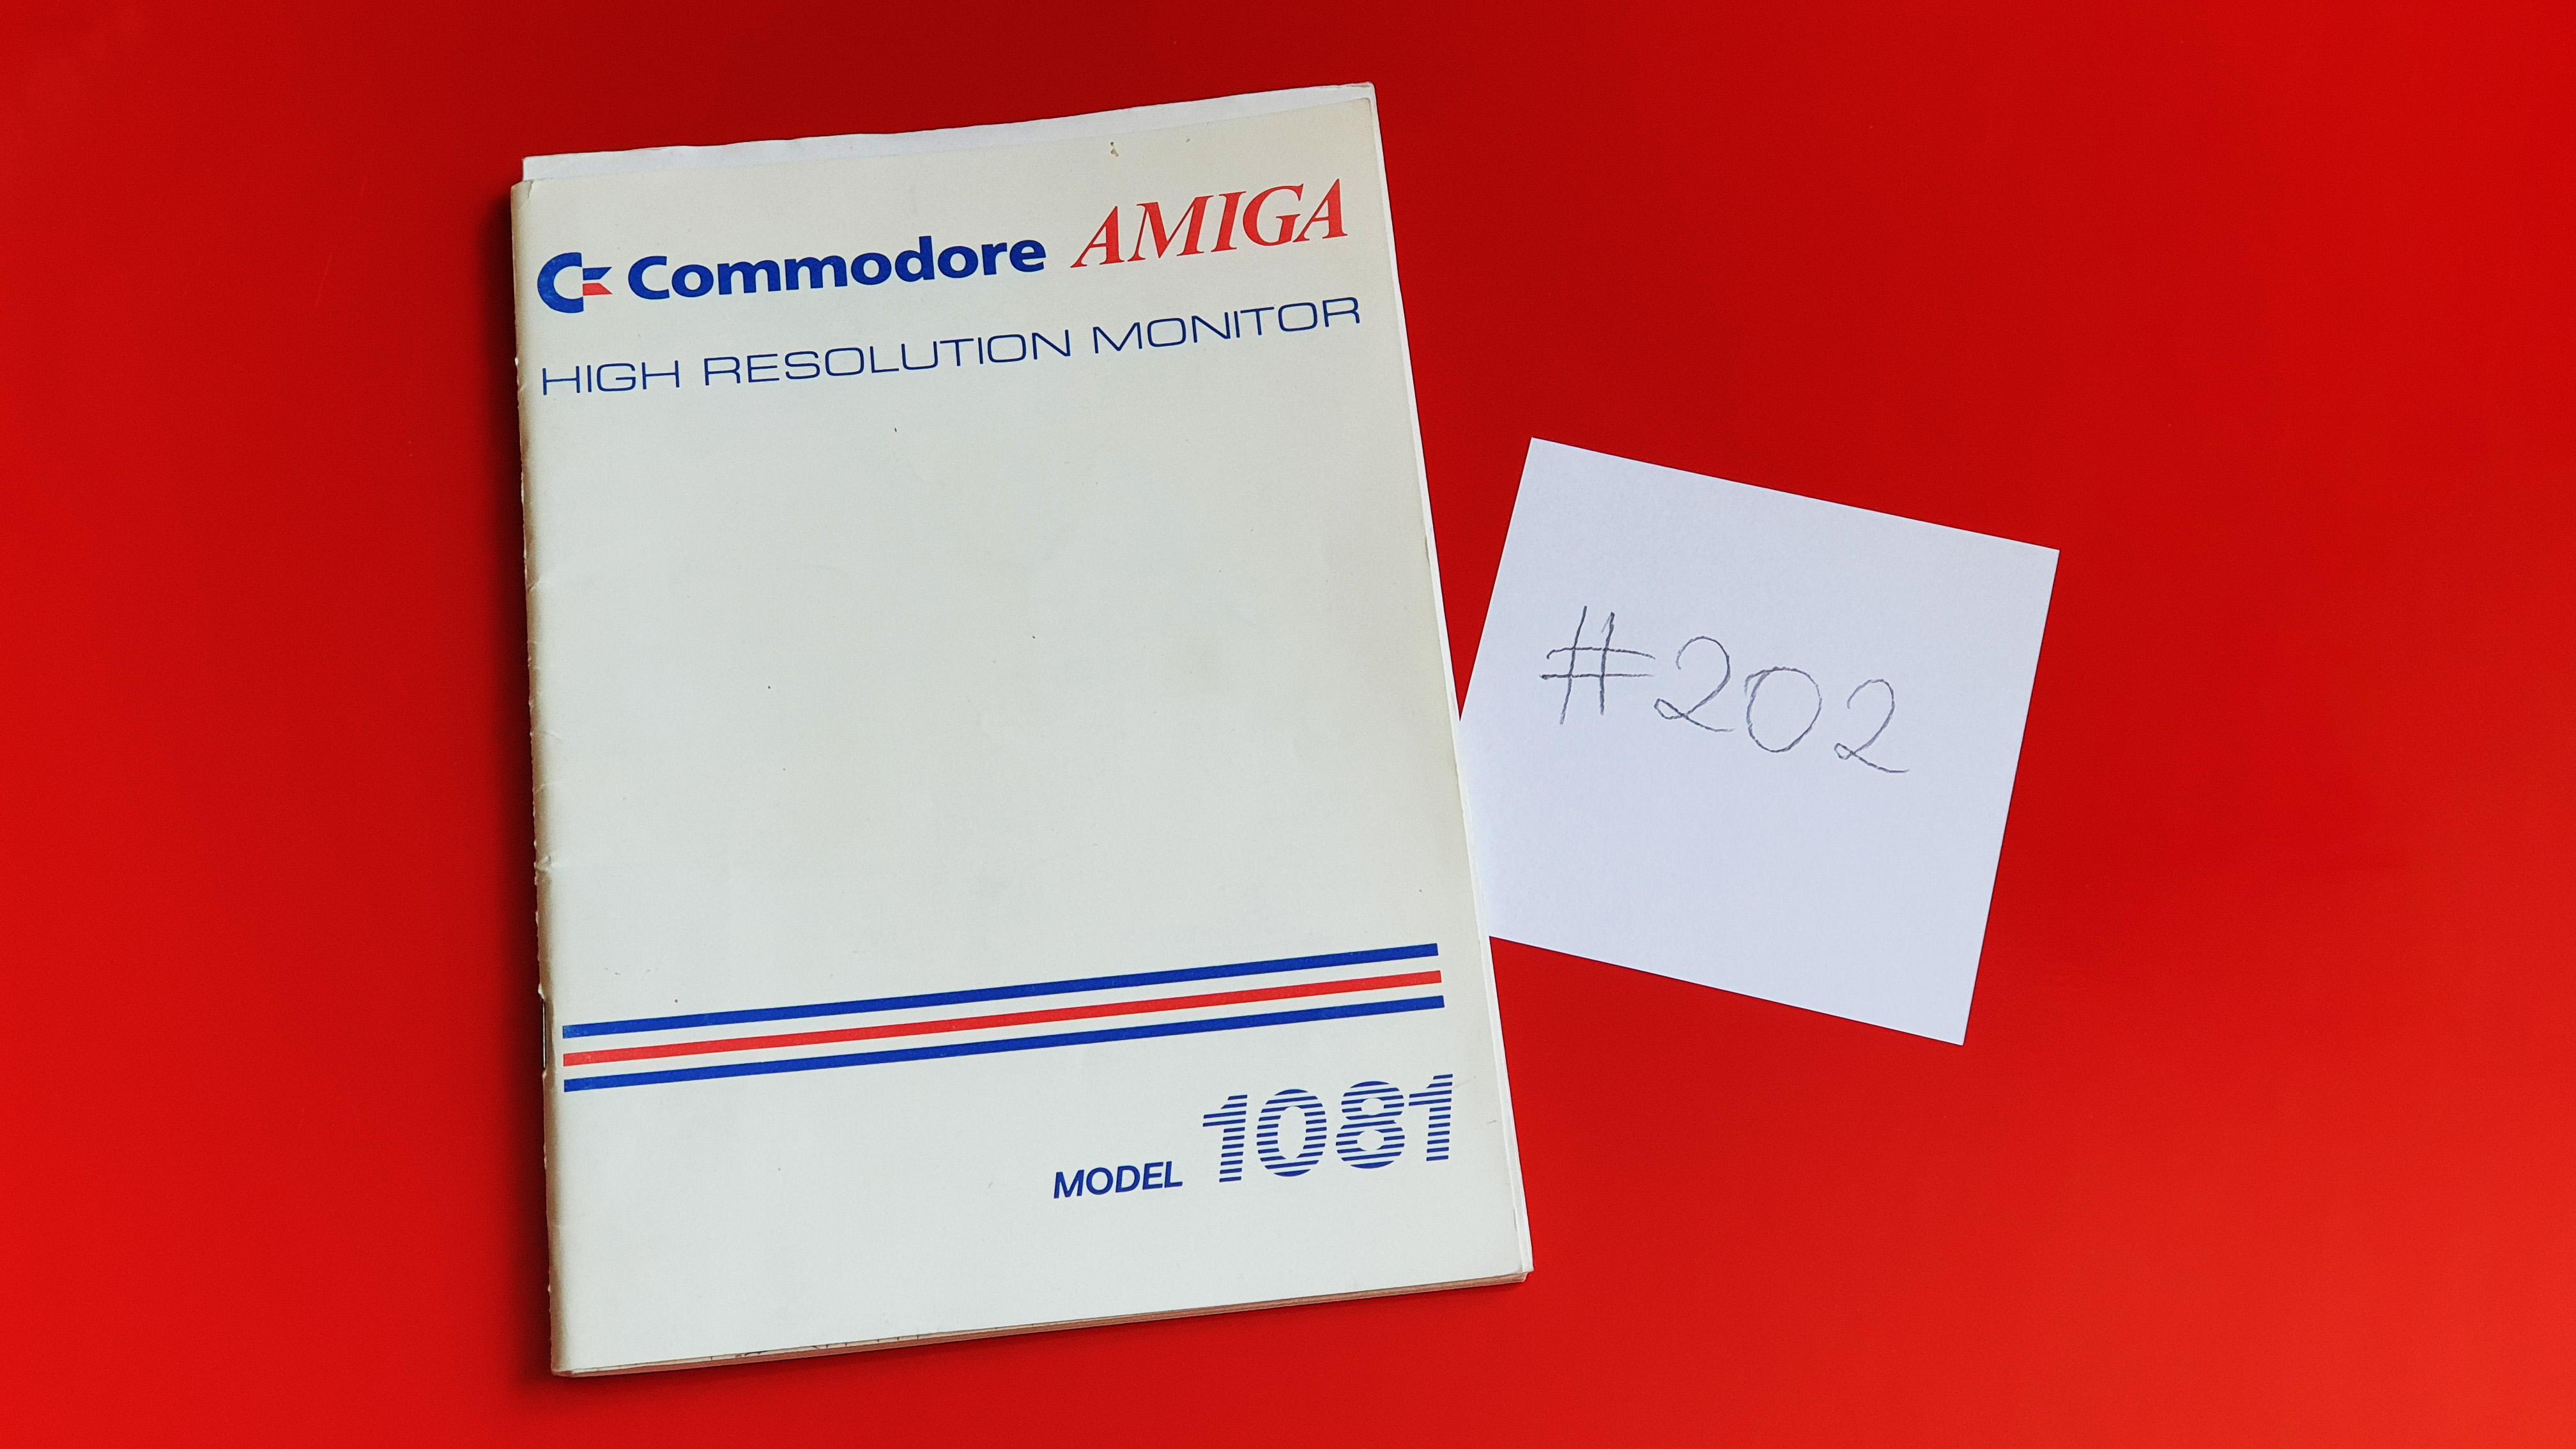 Commodore AMIGA
HIGH RESOLUTION MONITOR
MODEL 1081
#202